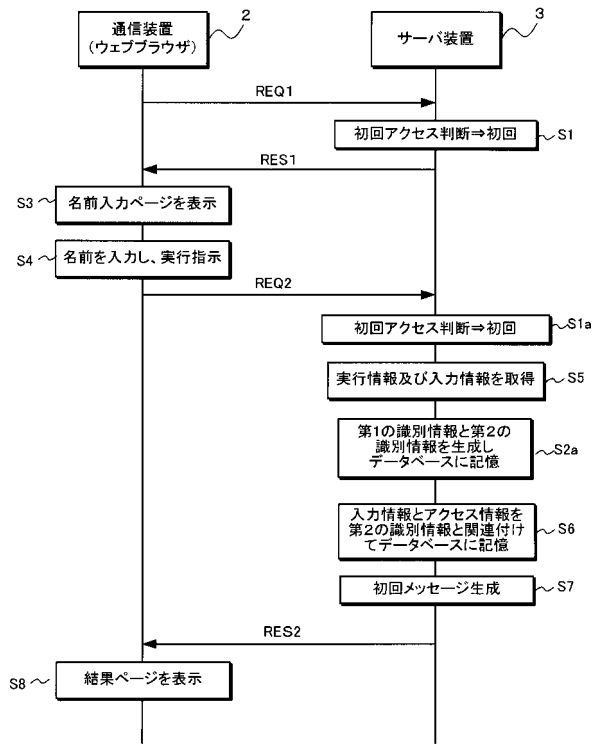 通信装置
(ウェブブラウザ)
2
サーバ装置
3
REQ1
初回アクセス判断⇒初回
S1
RES1
S3
名前入力ページを表示
S4
名前を入力し、実行指示
REQ2
初回アクセス判断⇒初回
S1a
実行情報及び入力情報を取得
S5
第1の識別情報と第2の
識別情報を生成し
データベースに記憶
S2a
入力情報とアクセス情報を
第2の識別情報と関連付け
てデータベースに記憶
S6
初回メッセージ生成
S7
RES2
S8
結果ページを表示